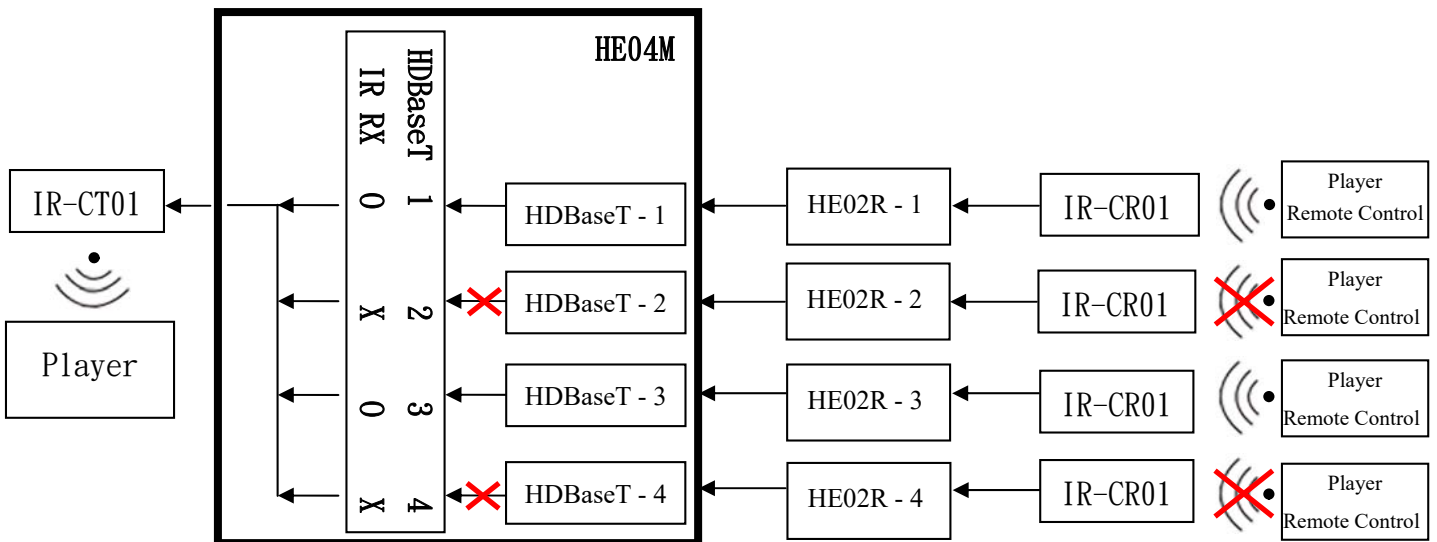 HE04M
HDBaseT 1 2 3 4
IR RX O X O X
IR-CT01
Player
HDBaseT - 1
HE02R - 1
IR-CR01
Player
Remote Control
HDBaseT - 2
HE02R - 2
IR-CR01
Player
Remote Control
HDBaseT - 3
HE02R - 3
IR-CR01
Player
Remote Control
HDBaseT - 4
HE02R - 4
IR-CR01
Player
Remote Control